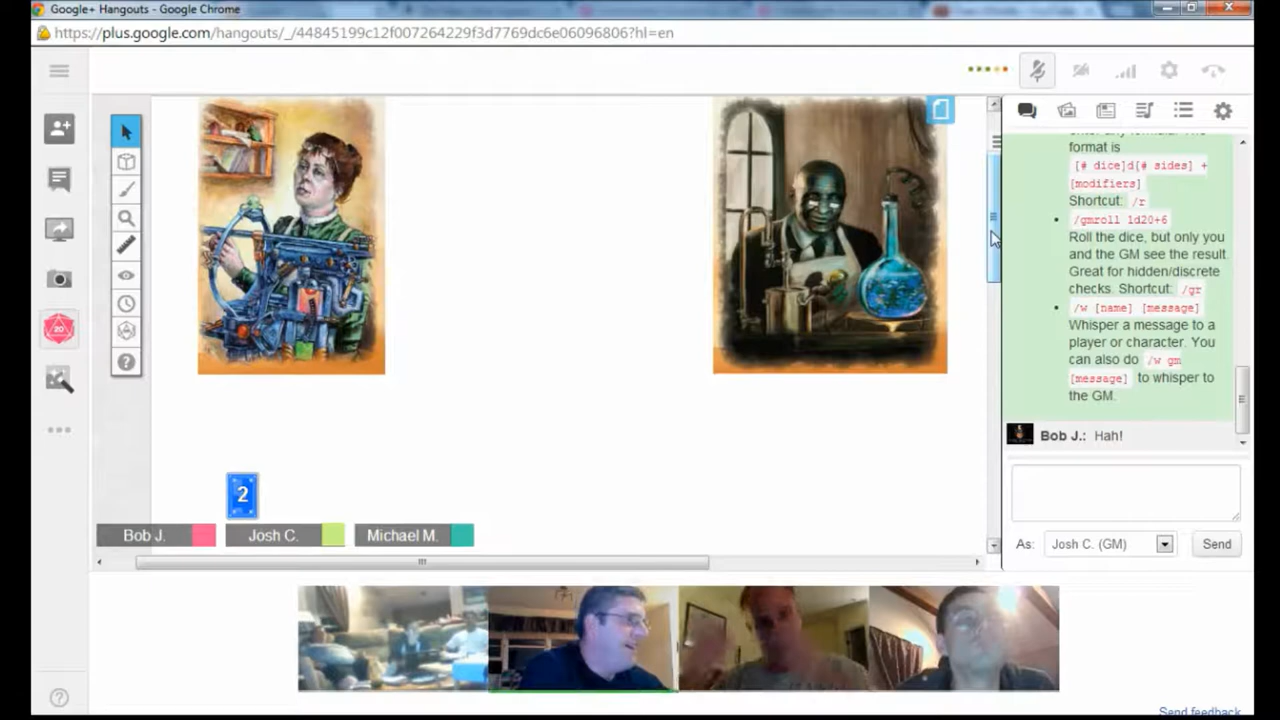 Google+ Hangouts - Google Chrome
https://plus.google.com/hangouts/_/44845199c12f007264229f3d7769dc6e06096806?hl=en
format is
[# dice]d[# sides] +
[modifiers]
Shortcut: /r
/gmroll 1d20+6
Roll the dice, but only you
and the GM see the result.
Great for hidden/discrete
checks. Shortcut: /gr
/w [name] [message]
Whisper a message to a
player or character. You
can also do /w gm
[message] to whisper to
the GM.
Bob J.: Hah!
20
2
Bob J.
Josh C.
Michael M.
As: Josh C. (GM)
Send
Send feedback